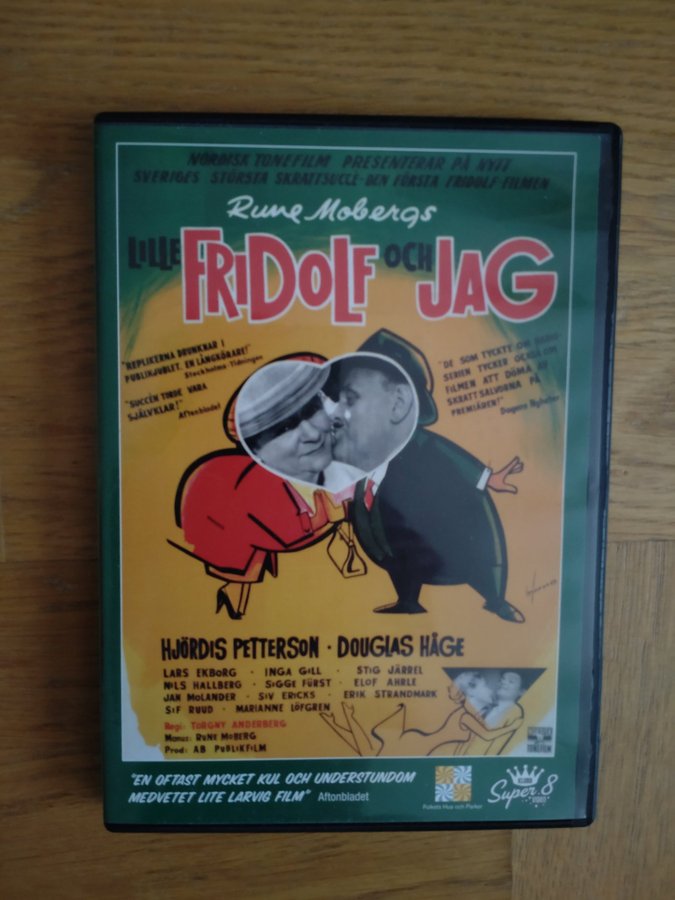 NORDISK TONEFILM PRESENTERAR PÅ NYTT
SVERIGES STÖRSTA SKRATTSUCCÉ-DEN FÖRSTA FRIDOLF-FILMEN
Rune Mobergs
LILLE FRIDOLF OCH JAG
"REPLIKERNA DRUNKNAR I
PUBLIKJUBLET. EN LÅNGKÖRARE!"
Stockholms-Tidningen
"SUCCÉN TORDE VARA
SJÄLVKLAR!" Aftonbladet
"DE SOM TYCKTE OM RADIO-
SERIEN TYCKER OCKSÅ OM
FILMEN ATT DÖMA AV
SKRATTSALVORNA PÅ
PREMIÄREN!"
Dagens Nyheter
HJÖRDIS PETTERSON · DOUGLAS HÅGE
LARS EKBORG · INGA GILL · STIG JÄRREL
NILS HALLBERG · SIGGE FÜRST · ELOF AHRLE
JAN MOLANDER · SIV ERICKS · ERIK STRANDMARK
SIF RUUD · MARIANNE LÖFGREN
Regi: TORGNY ANDERBERG
Manus: RUNE MOBERG
Prod: AB PUBLIKFILM
TONEFILM
"EN OFTAST MYCKET KUL OCH UNDERSTUNDOM
MEDVETET LITE LARVIG FILM" Aftonbladet
Folkets Hus och Parker
Super 8
VIDEO